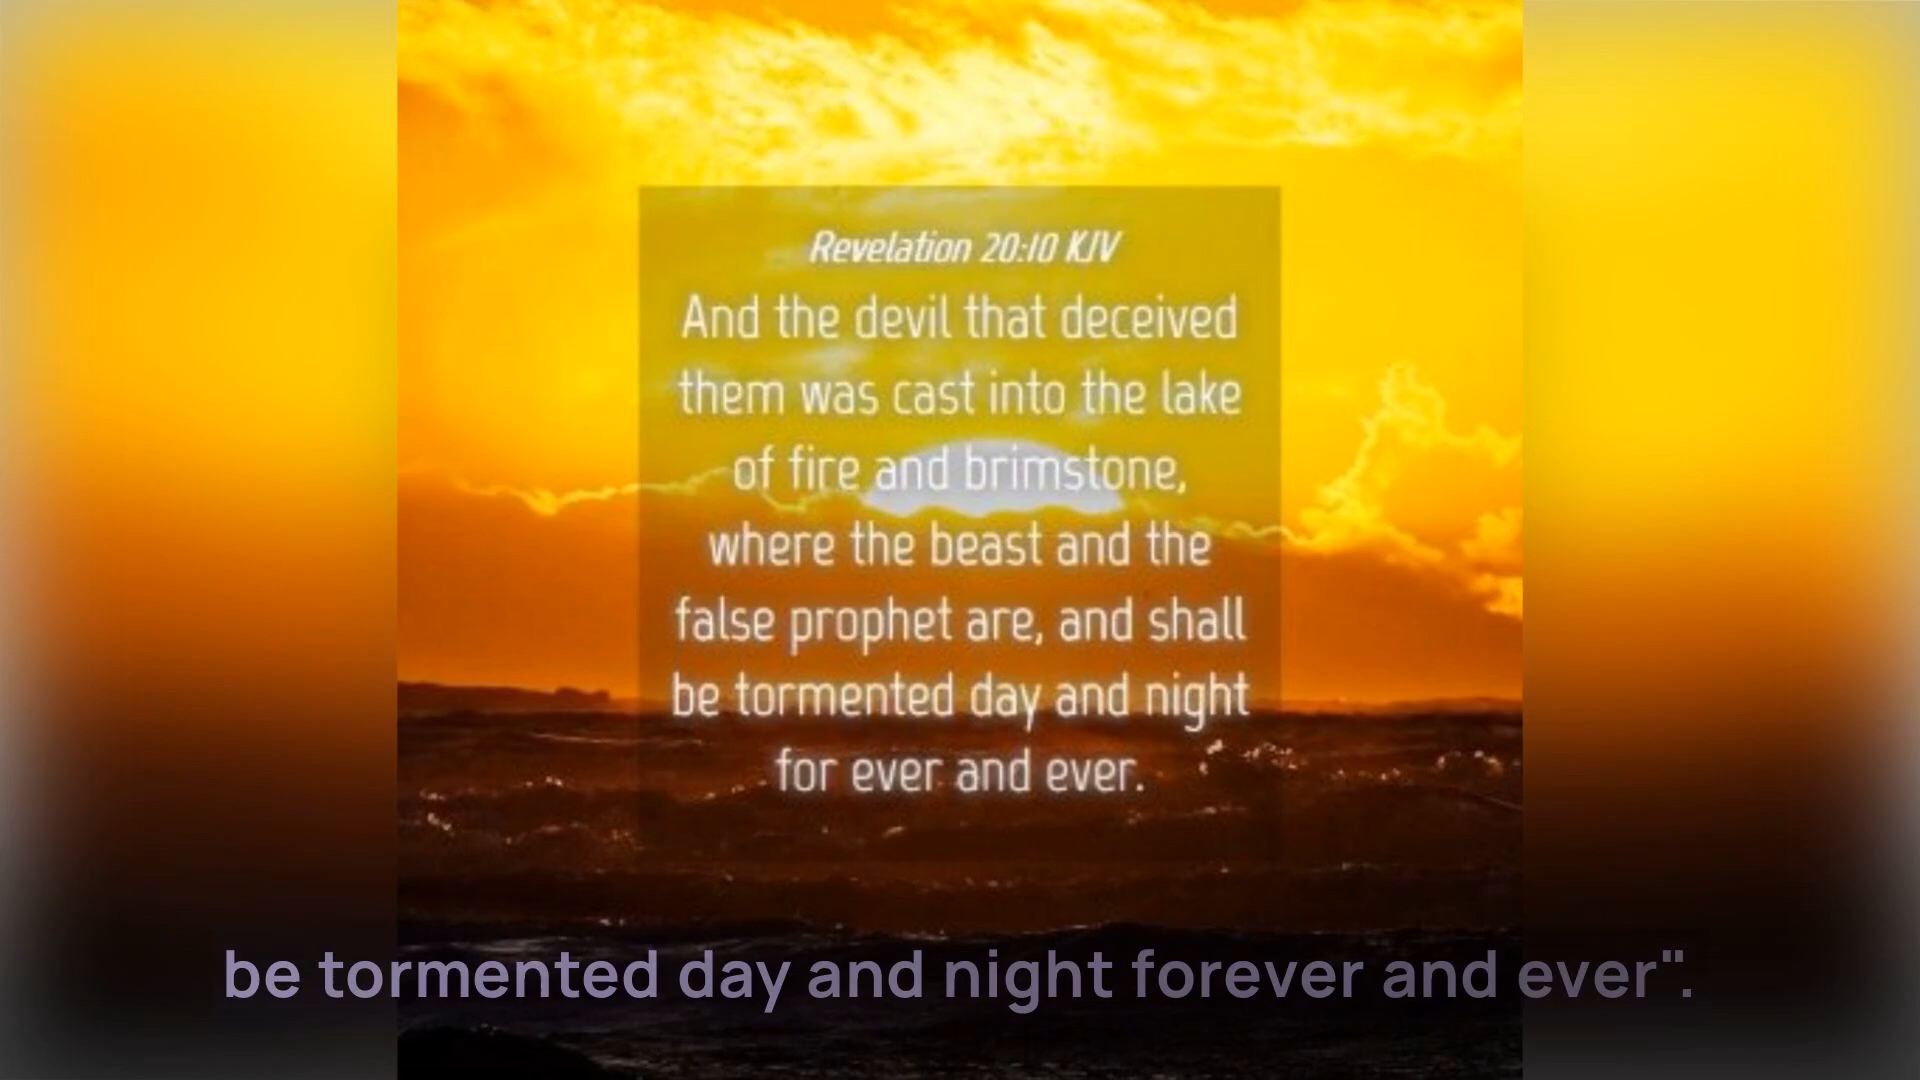 Revelation 20:10 KJV
And the devil that deceived
them was cast into the lake
of fire and brimstone,
where the beast and the
false prophet are, and shall
be tormented day and night
for ever and ever.
be tormented day and night forever and ever".